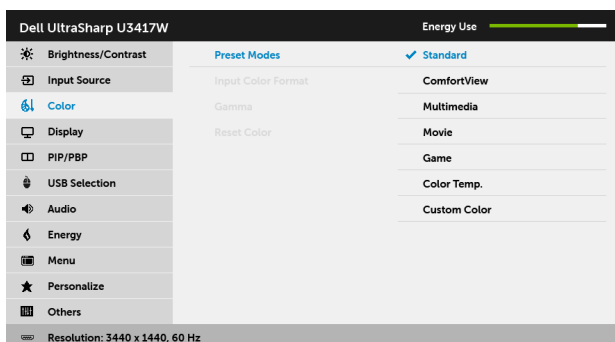 Dell UltraSharp U3417W
Energy Use
Brightness/Contrast
Preset Modes
Standard
Input Source
Input Color Format
ComfortView
Color
Gamma
Multimedia
Display
Reset Color
Movie
PIP/PBP
Game
USB Selection
Color Temp.
Audio
Custom Color
Energy
Menu
Personalize
Others
Resolution: 3440 x 1440, 60 Hz